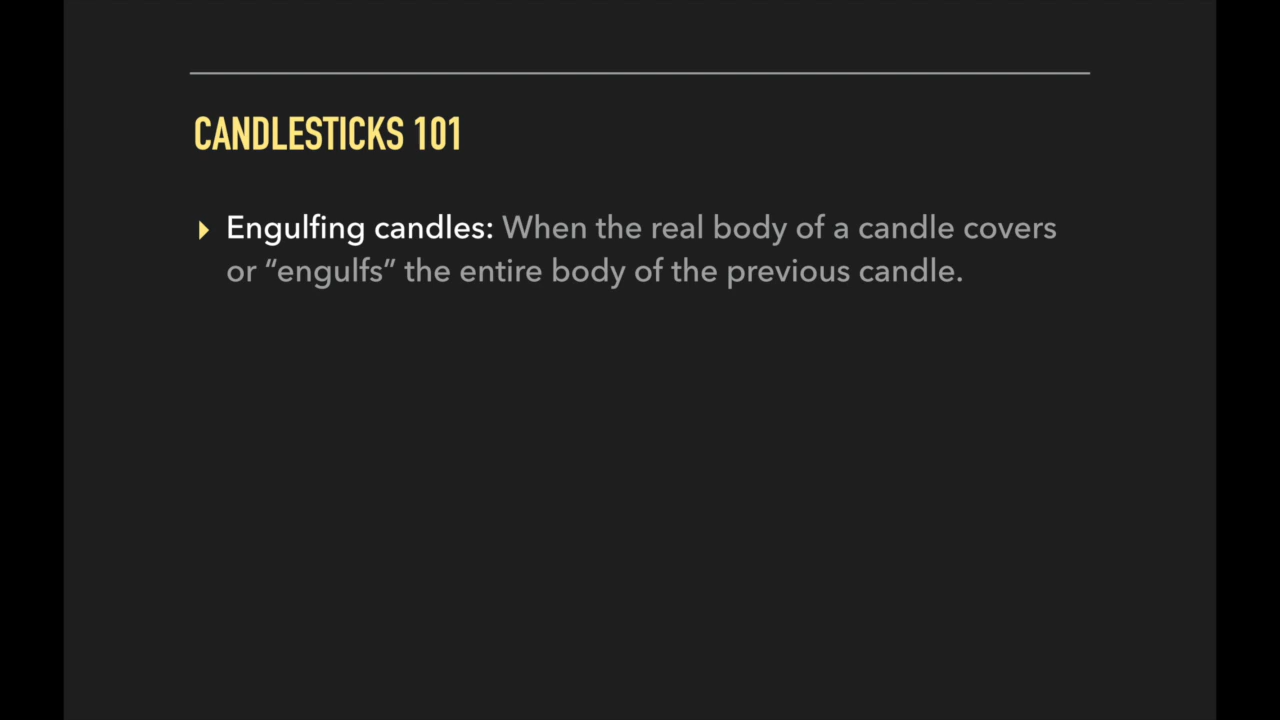 CANDLESTICKS 101
Engulfing candles: When the real body of a candle covers
or “engulfs” the entire body of the previous candle.